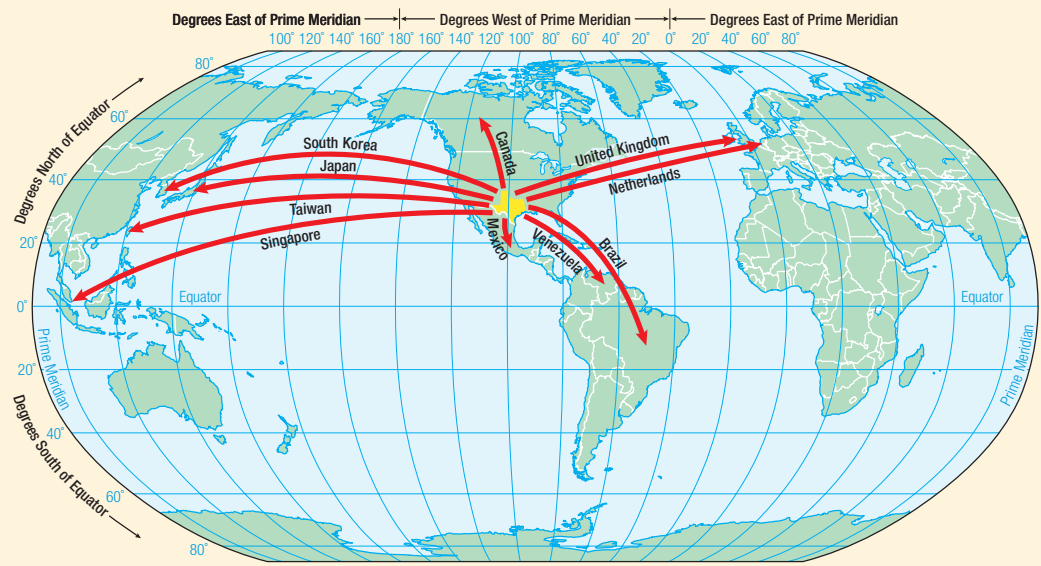 Degrees East of Prime Meridian
Degrees West of Prime Meridian
Degrees East of Prime Meridian
100˚ 120˚ 140˚ 160˚ 180˚ 160˚ 140˚ 120˚ 100˚ 80˚ 60˚ 40˚ 20˚ 0˚ 20˚ 40˚ 60˚ 80˚
Degrees North of Equator
80˚
60˚
40˚
20˚
0˚
20˚
40˚
60˚
80˚
South Korea
Japan
Taiwan
Singapore
Canada
Mexico
United Kingdom
Netherlands
Venezuela
Brazil
Equator
Equator
Prime Meridian
Prime Meridian
Degrees South of Equator